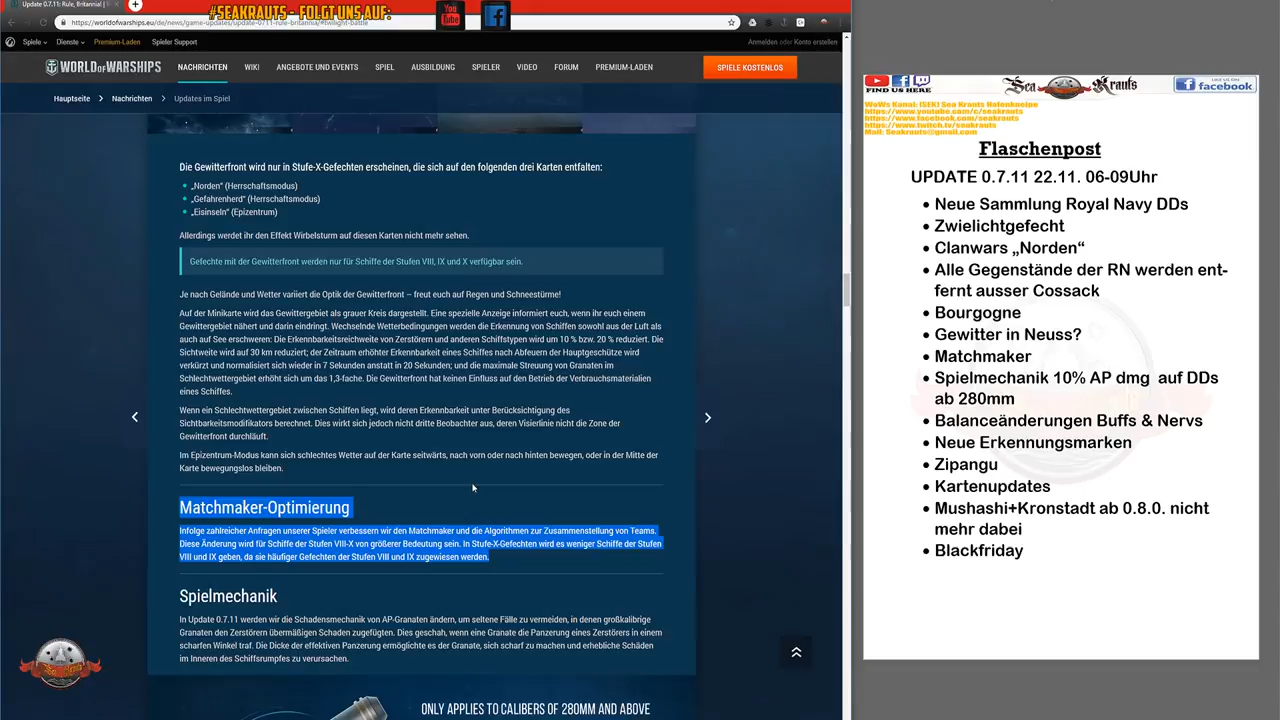 Update 0.7.11: Rule, Britannia! |
#SEAKRAUTS - FOLGT UNS AUF:
You Tube
https://worldofwarships.eu/de/news/game-updates/update-0711-rule-britannia/#twilight-battle
Spiele Dienste Premium-Laden Spieler Support
Anmelden oder Konto erstellen
WORLD OF WARSHIPS
NACHRICHTEN WIKI ANGEBOTE UND EVENTS SPIEL AUSBILDUNG SPIELER VIDEO FORUM PREMIUM-LADEN
SPIELE KOSTENLOS
Hauptseite > Nachrichten > Updates im Spiel
Die Gewitterfront wird nur in Stufe-X-Gefechten erscheinen, die sich auf den folgenden drei Karten entfalten:
• „Norden“ (Herrschaftsmodus)
• „Gefahrenherd“ (Herrschaftsmodus)
• „Eisinseln“ (Epizentrum)
Allerdings werdet ihr den Effekt Wirbelsturm auf diesen Karten nicht mehr sehen.
Gefechte mit der Gewitterfront werden nur für Schiffe der Stufen VIII, IX und X verfügbar sein.
Je nach Gelände und Wetter variiert die Optik der Gewitterfront – freut euch auf Regen und Schneestürme!
Auf der Minikarte wird das Gewittergebiet als grauer Kreis dargestellt. Eine spezielle Anzeige informiert euch, wenn ihr euch einem
Gewittergebiet nähert und darin eindringt. Wechselnde Wetterbedingungen werden die Erkennung von Schiffen sowohl aus der Luft als
auch auf See erschweren: Die Erkennbarkeitsreichweite von Zerstörern und anderen Schiffstypen wird um 10 % bzw. 20 % reduziert. Die
Sichtweite wird auf 30 km reduziert; der Zeitraum erhöhter Erkennbarkeit eines Schiffes nach Abfeuern der Hauptgeschütze wird
verkürzt und normalisiert sich wieder in 7 Sekunden anstatt in 20 Sekunden; und die maximale Streuung von Granaten im
Schlechtwettergebiet erhöht sich um das 1,3-fache. Die Gewitterfront hat keinen Einfluss auf den Betrieb der Verbrauchsmaterialien
eines Schiffes.
Wenn ein Schlechtwettergebiet zwischen Schiffen liegt, wird deren Erkennbarkeit unter Berücksichtigung des
Sichtbarkeitsmodifikators berechnet. Dies wirkt sich jedoch nicht dritte Beobachter aus, deren Visierlinie nicht die Zone der
Gewitterfront durchläuft.
Im Epizentrum-Modus kann sich schlechtes Wetter auf der Karte seitwärts, nach vorn oder nach hinten bewegen, oder in der Mitte der
Karte bewegungslos bleiben.
Matchmaker-Optimierung
Infolge zahlreicher Anfragen unserer Spieler verbessern wir den Matchmaker und die Algorithmen zur Zusammenstellung von Teams.
Diese Änderung wird für Schiffe der Stufen VIII-X von größerer Bedeutung sein. In Stufe-X-Gefechten wird es weniger Schiffe der Stufen
VIII und IX geben, da sie häufiger Gefechten der Stufen VIII und IX zugewiesen werden.
Spielmechanik
In Update 0.7.11 werden wir die Schadensmechanik von AP-Granaten ändern, um seltene Fälle zu vermeiden, in denen großkalibrige
Granaten den Zerstörern übermäßigen Schaden zufügten. Dies geschah, wenn eine Granate die Panzerung eines Zerstörers in einem
scharfen Winkel traf. Die Dicke der effektiven Panzerung ermöglichte es der Granate, sich scharf zu machen und erhebliche Schäden
im Inneren des Schiffsrumpfes zu verursachen.
ONLY APPLIES TO CALIBERS OF 280MM AND ABOVE
FIND US HERE
Sea Krauts
LIKE US ON facebook
WoWs Kanal: [SEK] Sea Krauts Hafenkneipe
https://www.youtube.com/c/seakrauts
https://www.facebook.com/seakrauts
https://www.twitch.tv/seakrauts
Mail: Seakrauts@gmail.com
Flaschenpost
UPDATE 0.7.11 22.11. 06-09Uhr
• Neue Sammlung Royal Navy DDs
• Zwielichtgefecht
• Clanwars „Norden“
• Alle Gegenstände der RN werden ent-
fernt ausser Cossack
• Bourgogne
• Gewitter in Neuss?
• Matchmaker
• Spielmechanik 10% AP dmg auf DDs
ab 280mm
• Balanceänderungen Buffs & Nervs
• Neue Erkennungsmarken
• Zipangu
• Kartenupdates
• Mushashi+Kronstadt ab 0.8.0. nicht
mehr dabei
• Blackfriday